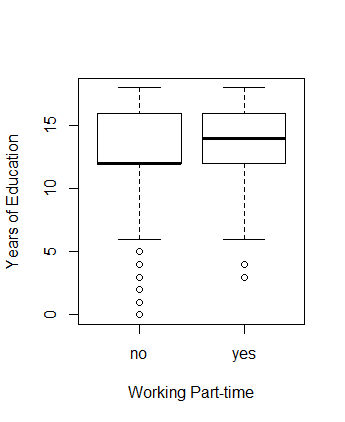 Years of Education
15
10
5
0
no yes
Working Part-time